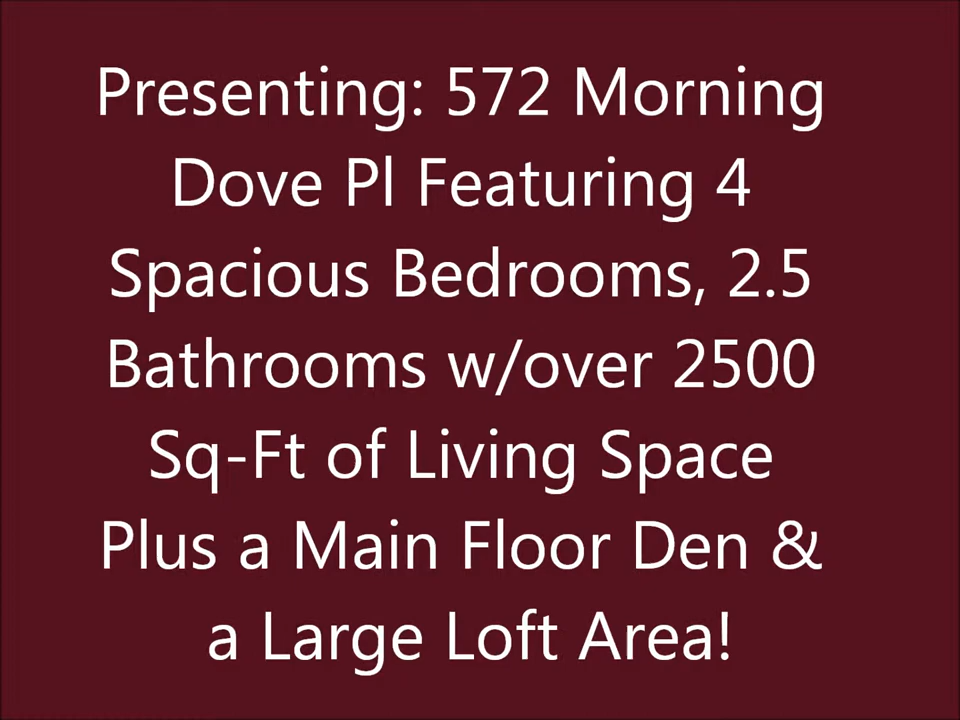 Presenting: 572 Morning
Dove Pl Featuring 4
Spacious Bedrooms, 2.5
Bathrooms w/over 2500
Sq-Ft of Living Space
Plus a Main Floor Den &
a Large Loft Area!